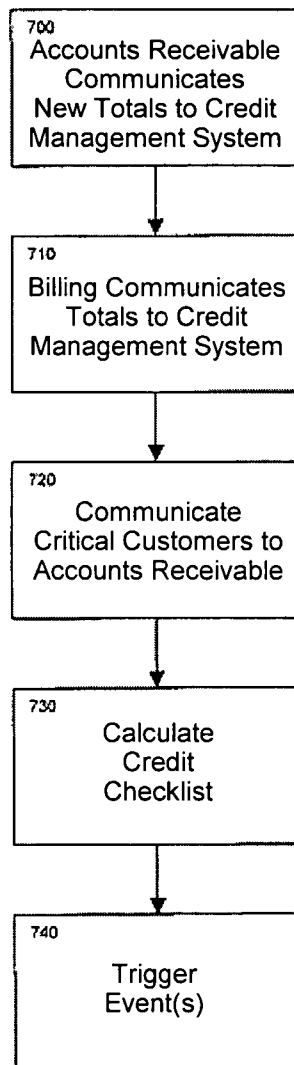 700
Accounts Receivable
Communicates
New Totals to Credit
Management System
710
Billing Communicates
Totals to Credit
Management System
720
Communicate
Critical Customers to
Accounts Receivable
730
Calculate
Credit
Checklist
740
Trigger
Event(s)